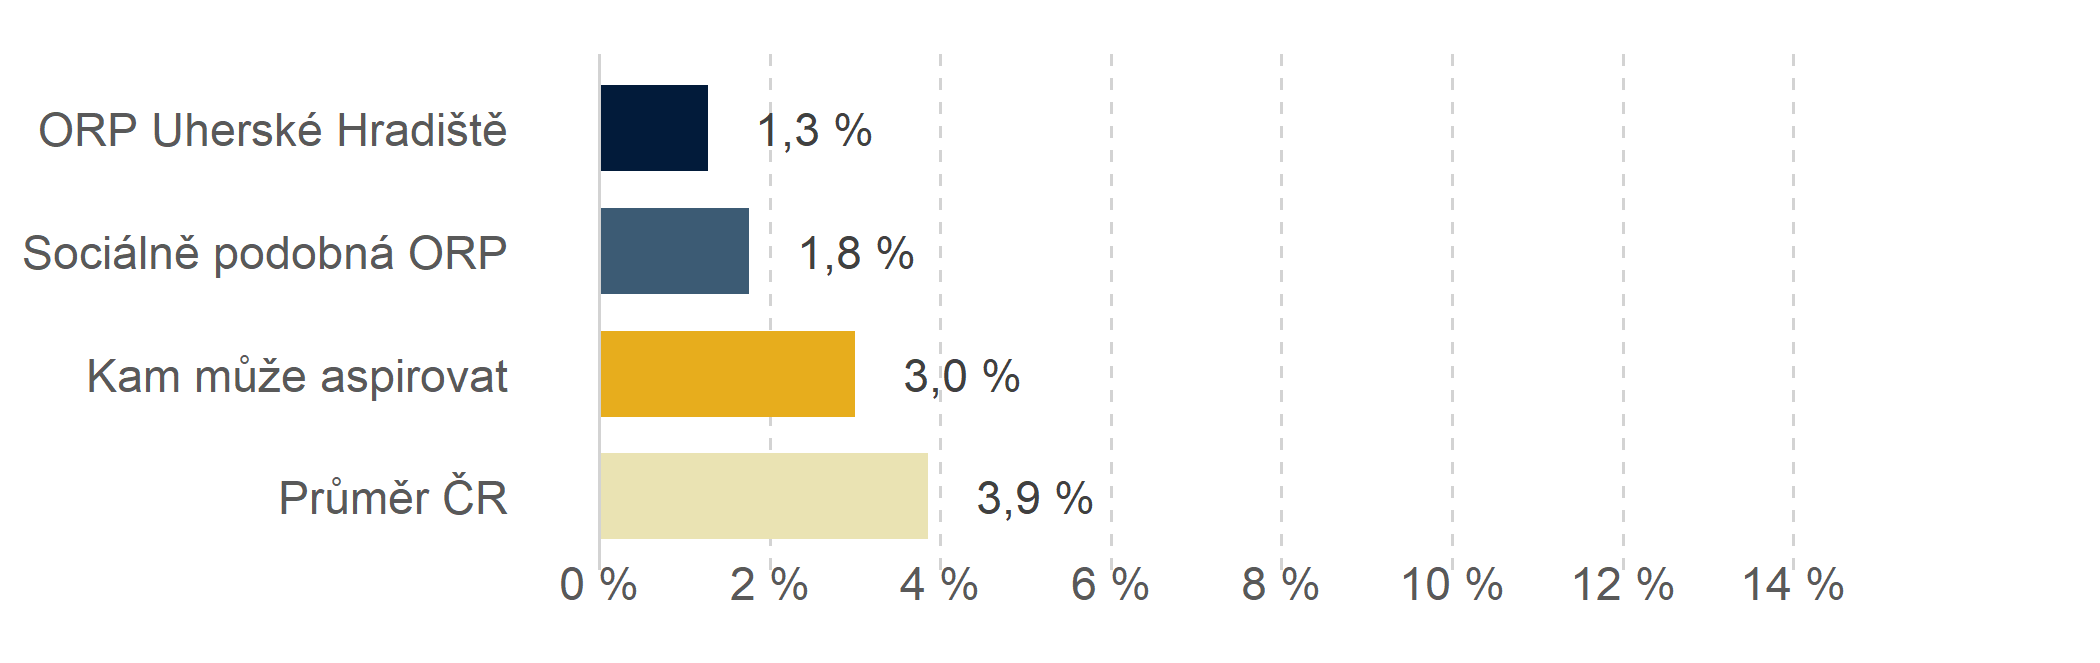 ORP Uherské Hradiště
1,3 %
Sociálně podobná ORP
1,8 %
Kam může aspirovat
3,0 %
Průměr ČR
3,9 %
0 % 2 % 4 % 6 % 8 % 10 % 12 % 14 %